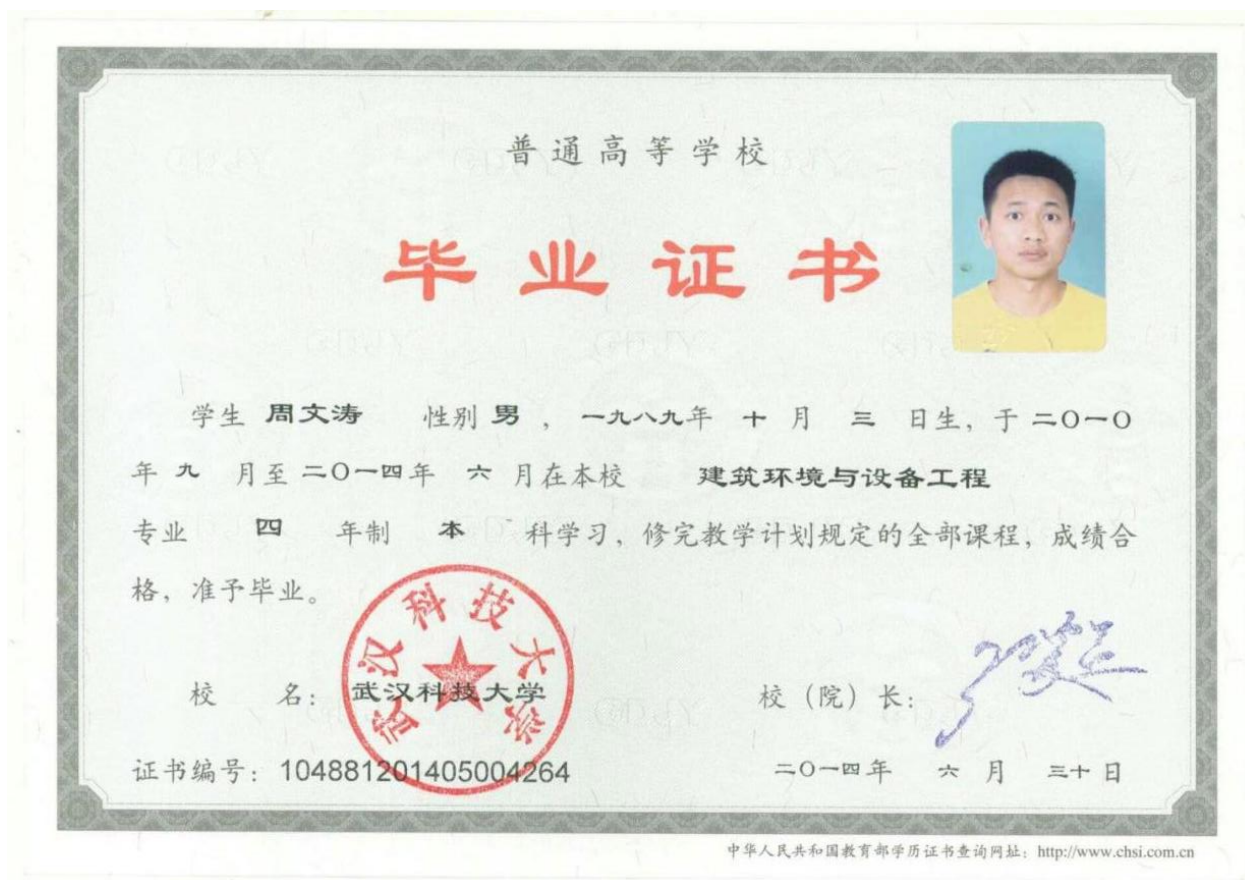 普通高等学校
毕业证书
学生 周文涛 性别 男 , 一九八九年 十 月 三 日生, 于 二O一O
年 九 月至 二O一四年 六 月在本校 建筑环境与设备工程
专业 四 年制 本 科学习, 修完教学计划规定的全部课程, 成绩合
格, 准予毕业。
武汉科技大学
校 名: 武汉科技大学 校 (院) 长:
证书编号: 104881201405004264 二O一四年 六 月 三十 日
中华人民共和国教育部学历证书查询网址: http://www.chsi.com.cn